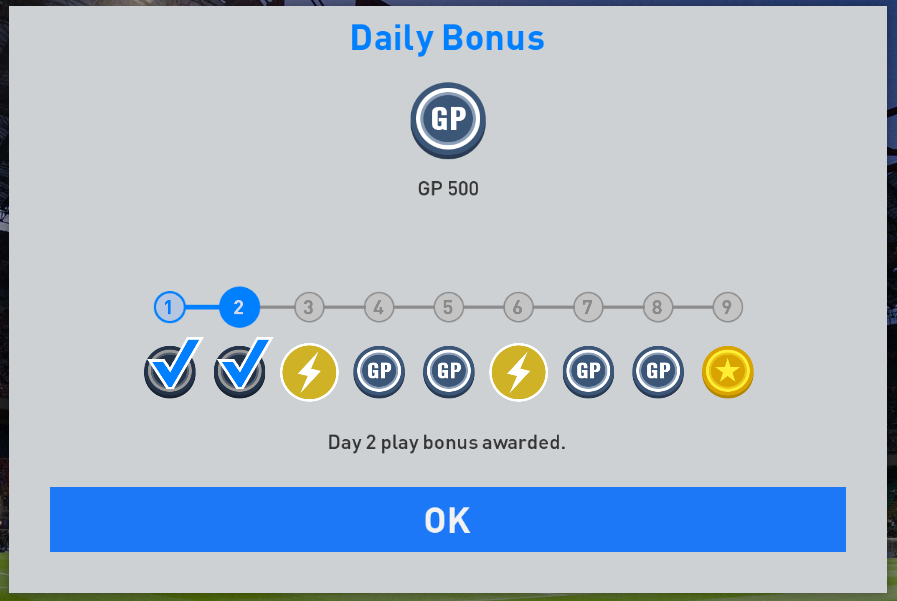 Daily Bonus
GP
GP 500
1 2 3 4 5 6 7 8 9
GP GP GP GP
Day 2 play bonus awarded.
OK